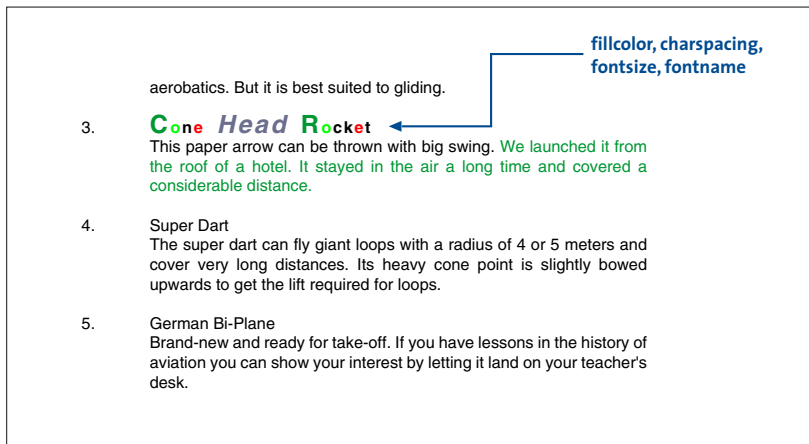 fillcolor, charspacing,
fontsize, fontname
aerobatics. But it is best suited to gliding.
3. Cone Head Rocket
This paper arrow can be thrown with big swing. We launched it from
the roof of a hotel. It stayed in the air a long time and covered a
considerable distance.
4. Super Dart
The super dart can fly giant loops with a radius of 4 or 5 meters and
cover very long distances. Its heavy cone point is slightly bowed
upwards to get the lift required for loops.
5. German Bi-Plane
Brand-new and ready for take-off. If you have lessons in the history of
aviation you can show your interest by letting it land on your teacher's
desk.